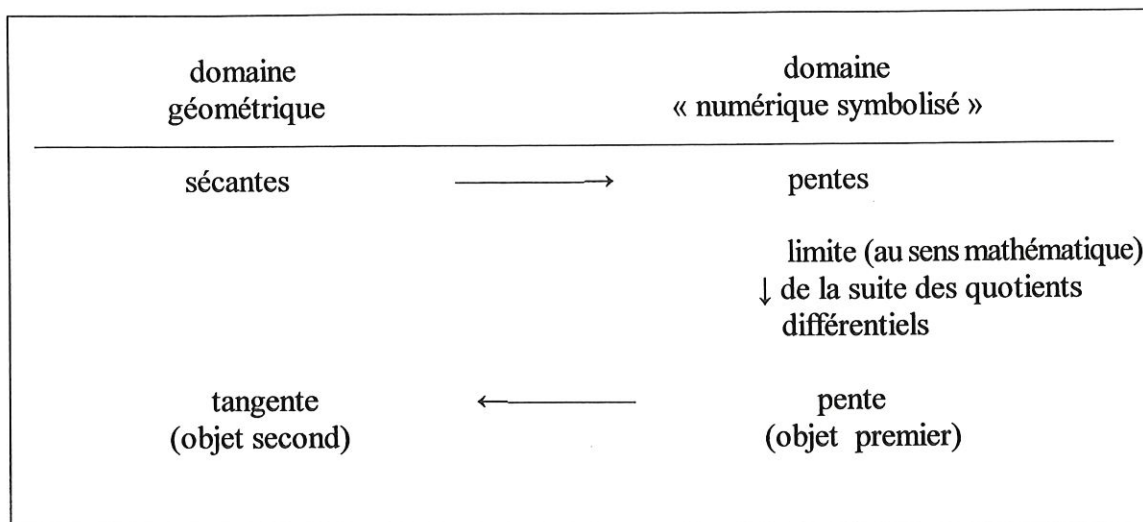 domaine
géométrique
domaine
« numérique symbolisé »
sécantes → pentes
limite (au sens mathématique)
↓ de la suite des quotients
différentiels
tangente ← pente
(objet second) (objet premier)